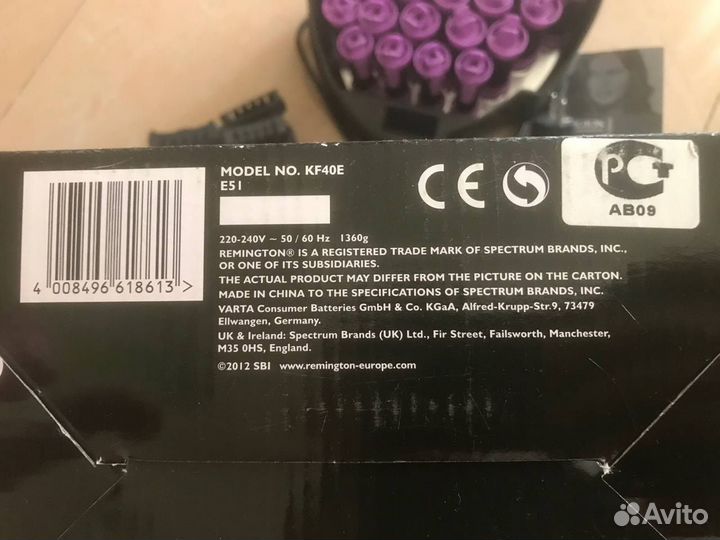 MODEL NO. KF40E
E51
CE
PCT
AB09
220-240V ~ 50 / 60 Hz 1360g
REMINGTON® IS A REGISTERED TRADE MARK OF SPECTRUM BRANDS, INC.,
OR ONE OF ITS SUBSIDIARIES.
THE ACTUAL PRODUCT MAY DIFFER FROM THE PICTURE ON THE CARTON.
MADE IN CHINA TO THE SPECIFICATIONS OF SPECTRUM BRANDS, INC.
VARTA Consumer Batteries GmbH & Co. KGaA, Alfred-Krupp-Str.9, 73479
Ellwangen, Germany.
UK & Ireland: Spectrum Brands (UK) Ltd., Fir Street, Failsworth, Manchester,
M35 0HS, England.
©2012 SBI www.remington-europe.com
4 008496 618613 >
Avito